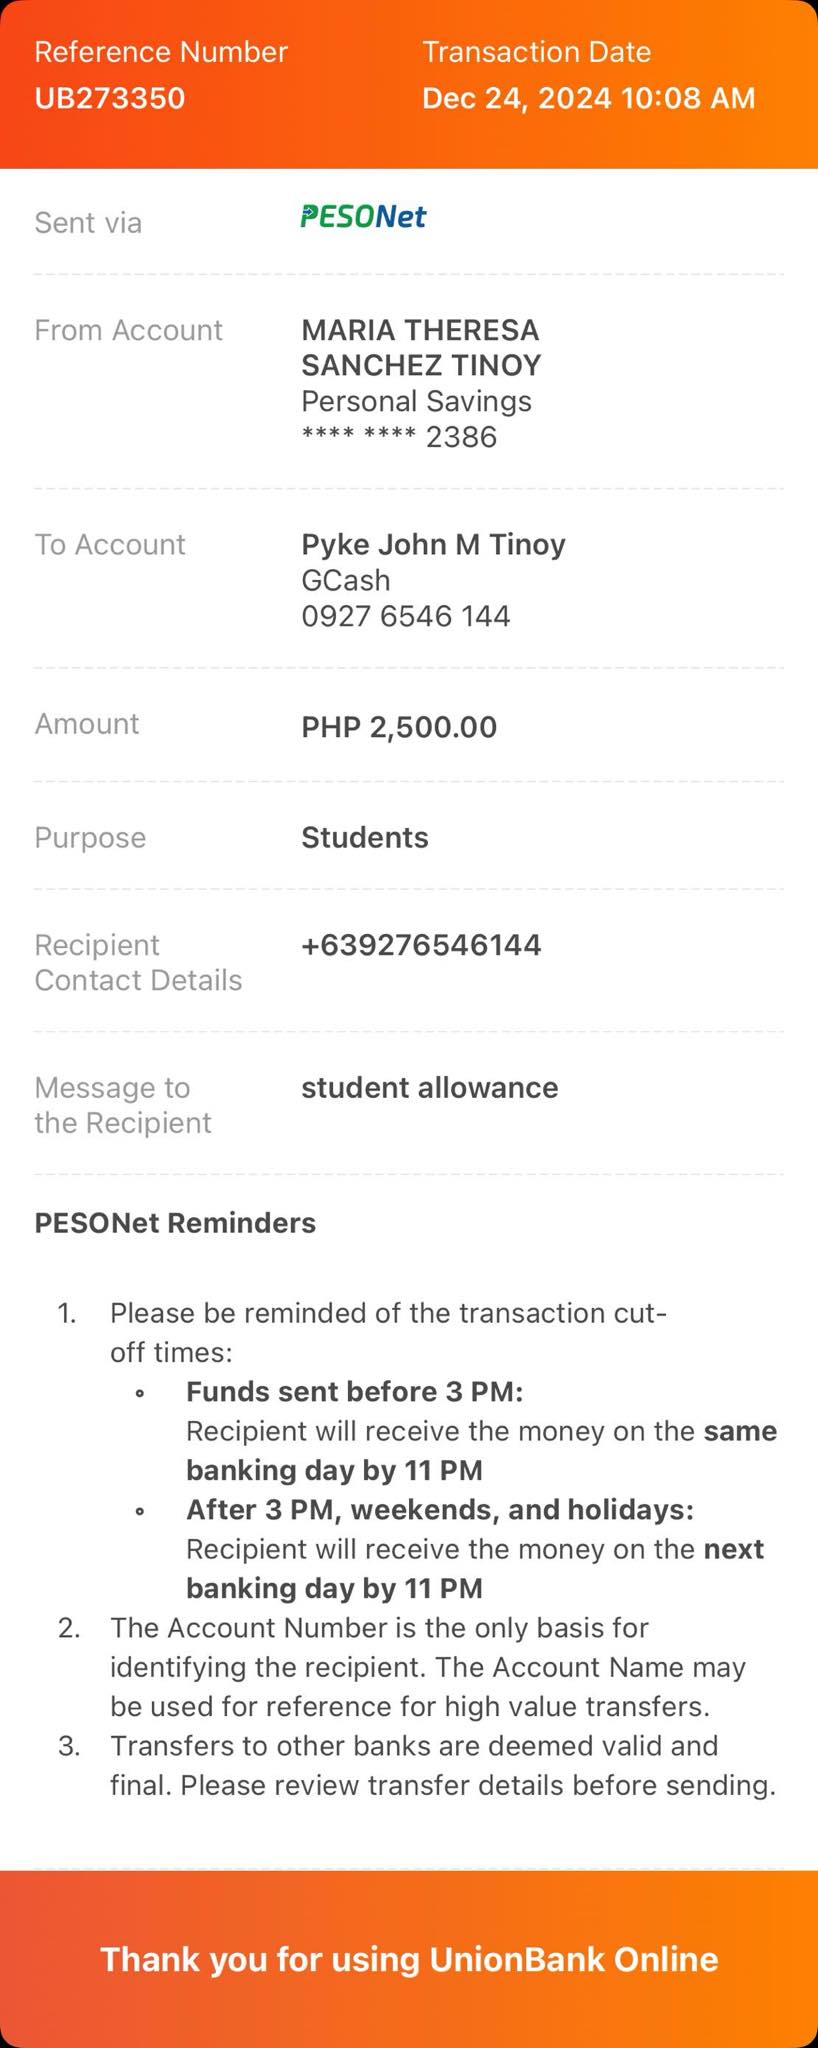 Reference Number
Transaction Date
UB273350
Dec 24, 2024 10:08 AM
Sent via
PESONet
From Account
MARIA THERESA
SANCHEZ TINOY
Personal Savings
**** **** 2386
To Account
Pyke John M Tinoy
GCash
0927 6546 144
Amount
PHP 2,500.00
Purpose
Students
Recipient
Contact Details
+639276546144
Message to
the Recipient
student allowance
PESONet Reminders
1. Please be reminded of the transaction cut-
off times:
Funds sent before 3 PM:
Recipient will receive the money on the same
banking day by 11 PM
After 3 PM, weekends, and holidays:
Recipient will receive the money on the next
banking day by 11 PM
2. The Account Number is the only basis for
identifying the recipient. The Account Name may
be used for reference for high value transfers.
3. Transfers to other banks are deemed valid and
final. Please review transfer details before sending.
Thank you for using UnionBank Online